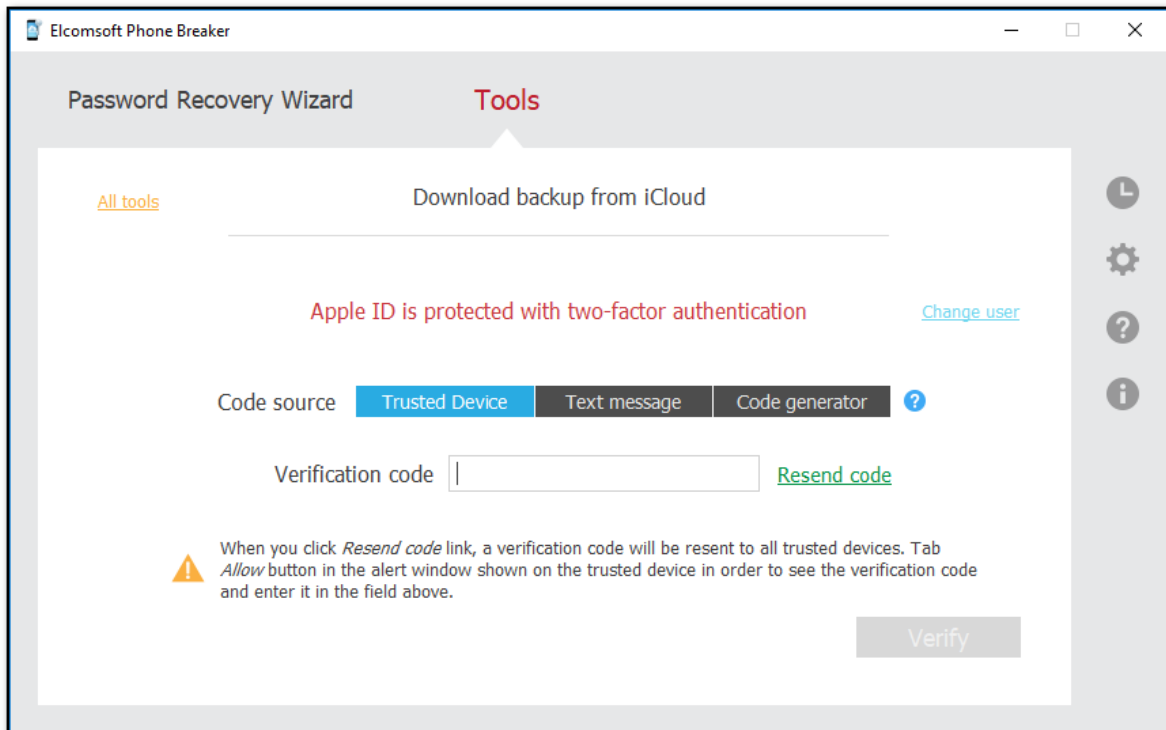 Elcomsoft Phone Breaker
Password Recovery Wizard
Tools
All tools
Download backup from iCloud
Apple ID is protected with two-factor authentication
Change user
Code source
Trusted Device
Text message
Code generator
?
Verification code
Resend code
When you click Resend code link, a verification code will be resent to all trusted devices. Tab
Allow button in the alert window shown on the trusted device in order to see the verification code
and enter it in the field above.
Verify